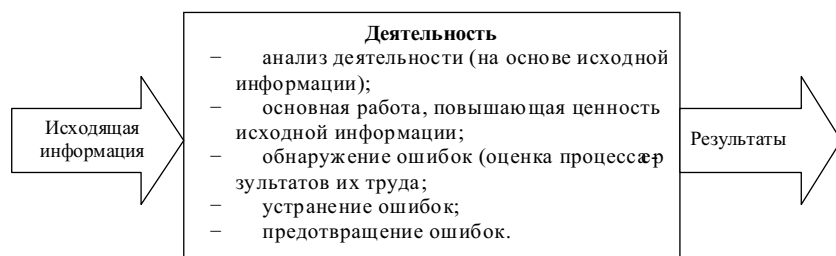 Исходящая
информация
Деятельность
− анализ деятельности (на основе исходной
информации);
− основная работа, повышающая ценность
исходной информации;
− обнаружение ошибок (оценка процесса
зультатов их труда;
− устранение ошибок;
− предотвращение ошибок.
Результаты